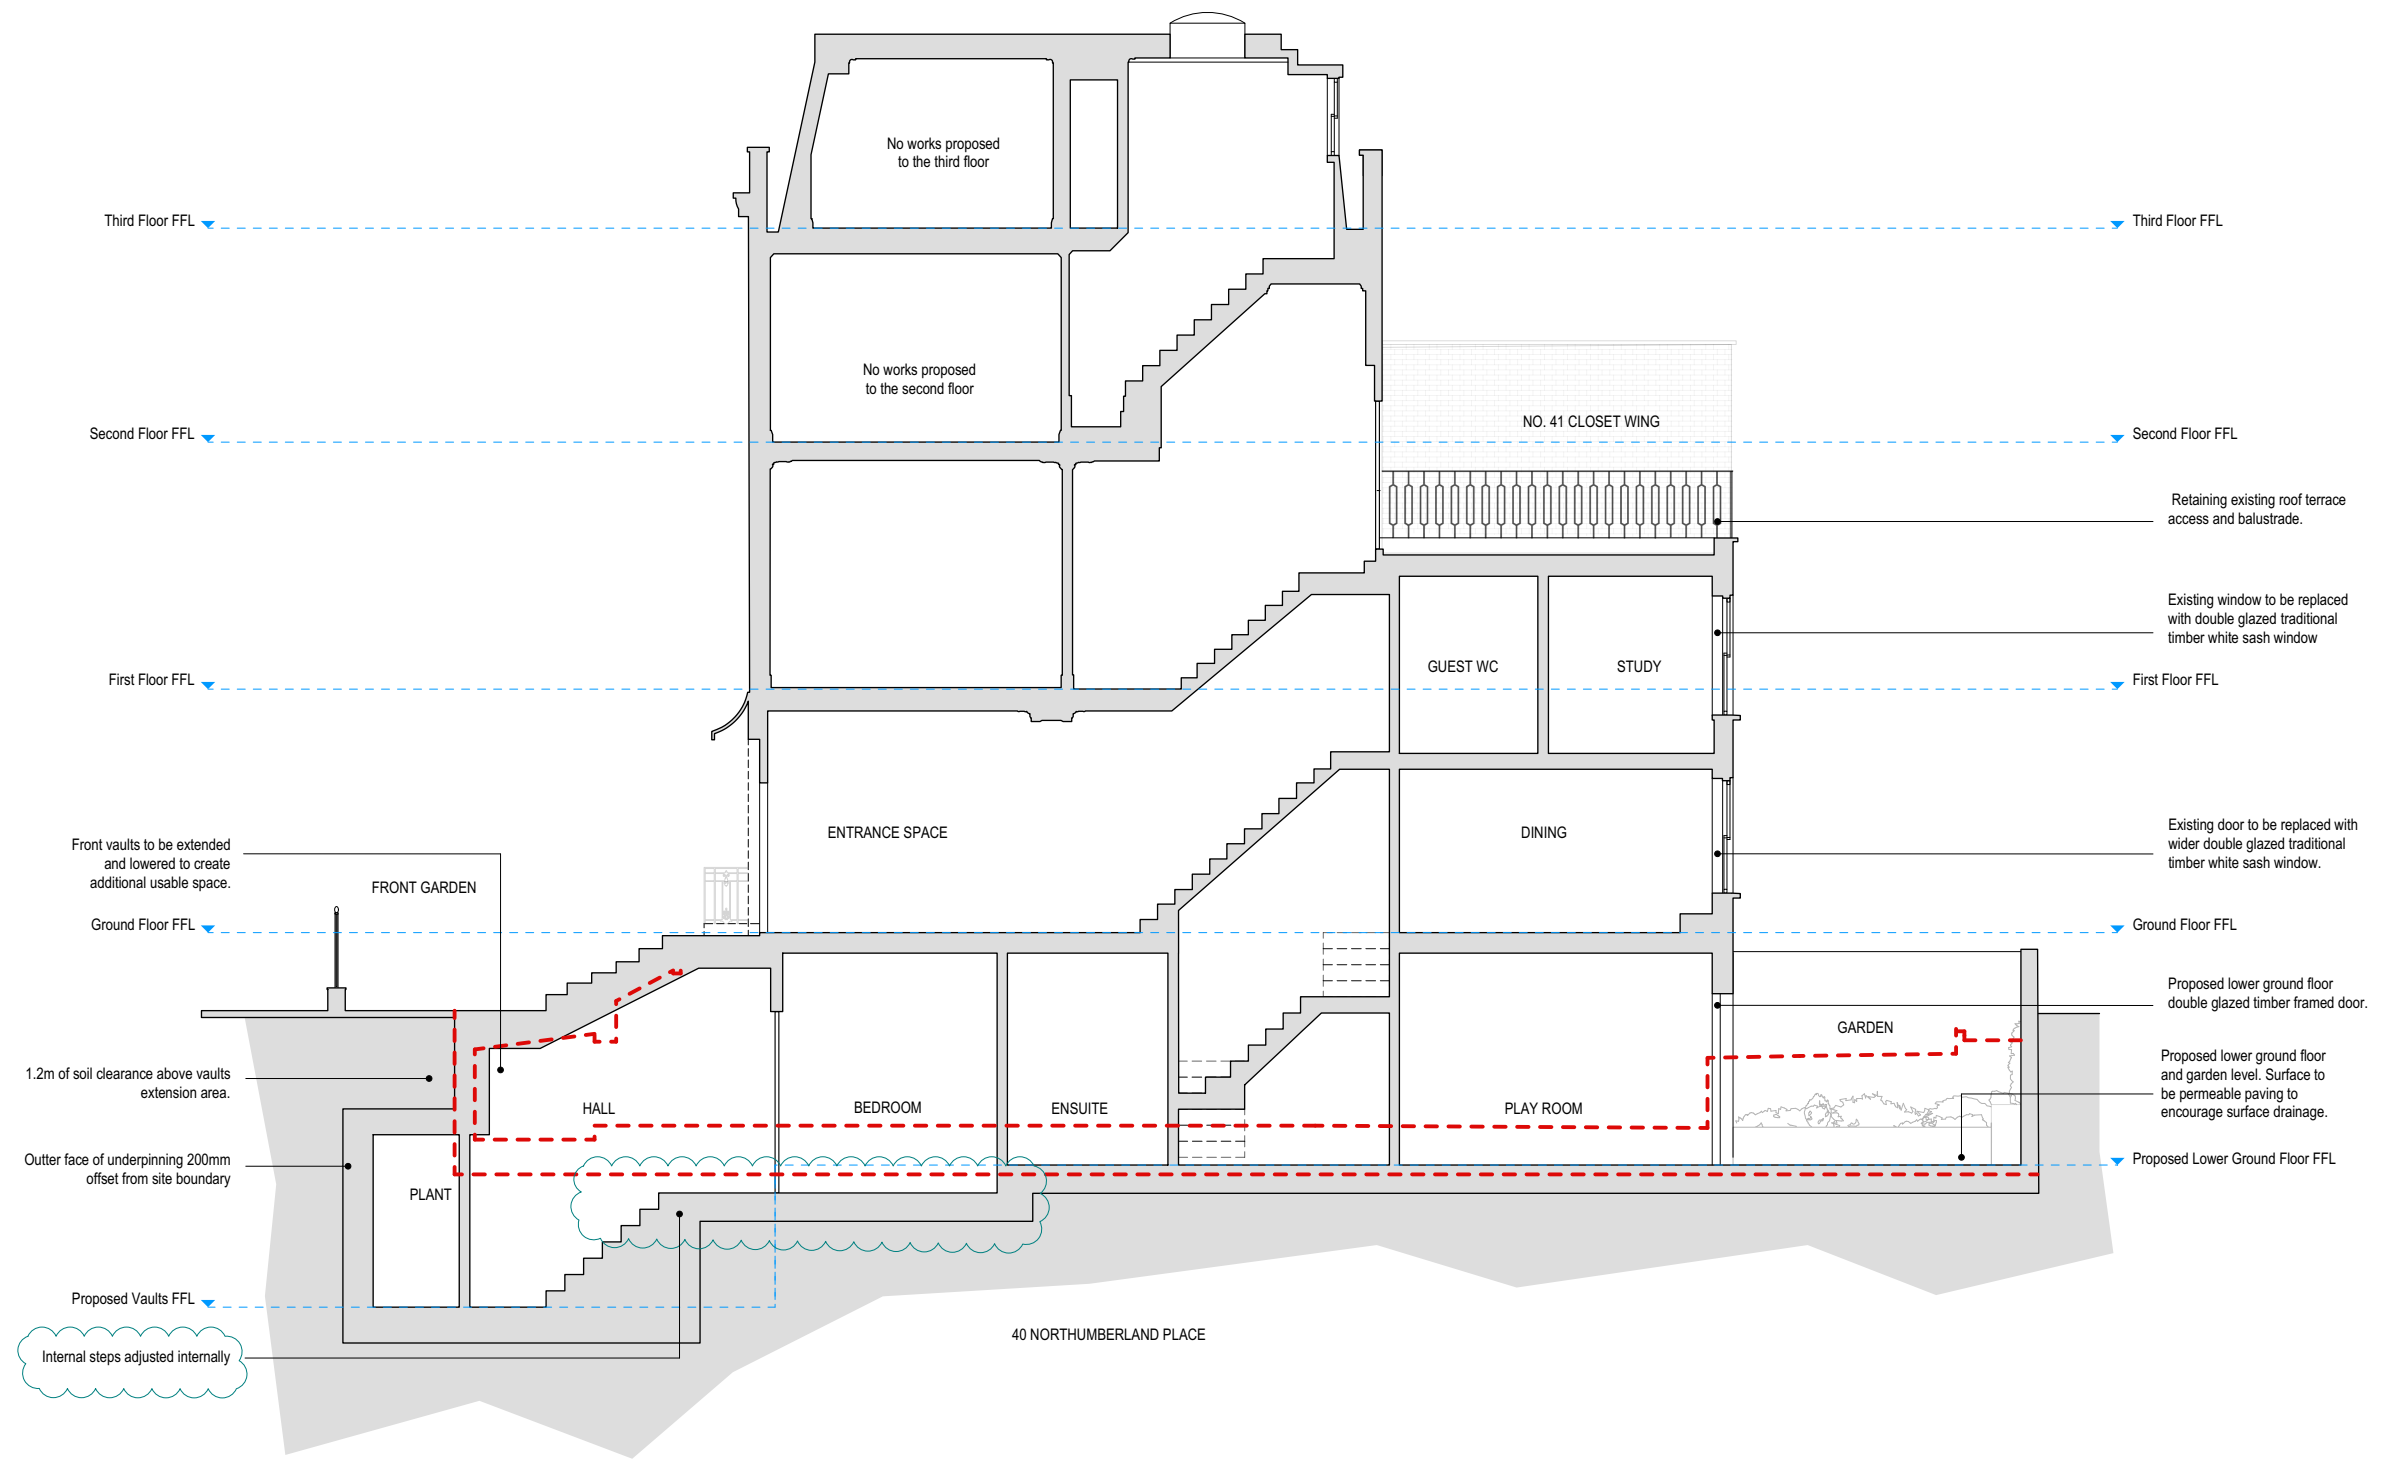 No works proposed
to the third floor
Third Floor FFL
Third Floor FFL
No works proposed
to the second floor
NO. 41 CLOSET WING
Second Floor FFL
Second Floor FFL
Retaining existing roof terrace
access and balustrade.
Existing window to be replaced
with double glazed traditional
timber white sash window
GUEST WC
STUDY
First Floor FFL
First Floor FFL
ENTRANCE SPACE
DINING
Existing door to be replaced with
wider double glazed traditional
timber white sash window.
Front vaults to be extended
and lowered to create
additional usable space.
FRONT GARDEN
Ground Floor FFL
Ground Floor FFL
Proposed lower ground floor
double glazed timber framed door.
GARDEN
1.2m of soil clearance above vaults
extension area.
Proposed lower ground floor
and garden level. Surface to
be permeable paving to
encourage surface drainage.
HALL
BEDROOM
ENSUITE
PLAY ROOM
Outter face of underpinning 200mm
offset from site boundary
Proposed Lower Ground Floor FFL
PLANT
Proposed Vaults FFL
40 NORTHUMBERLAND PLACE
Internal steps adjusted internally